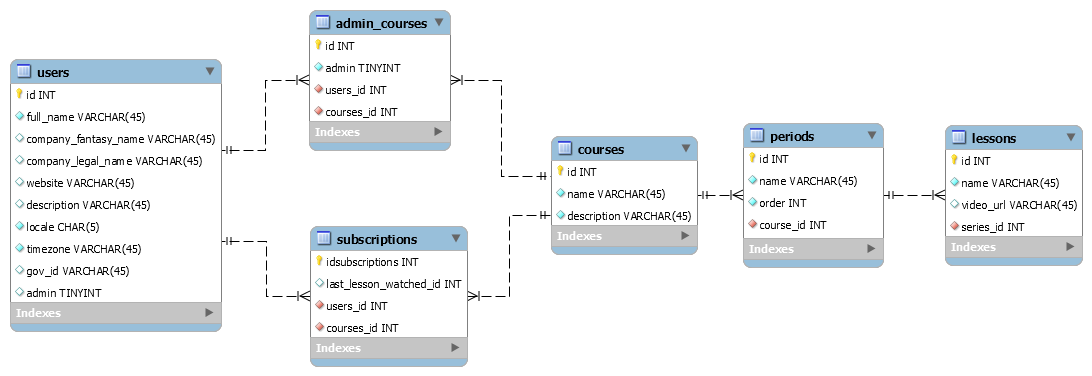 users
id INT
full_name VARCHAR(45)
company_fantasy_name VARCHAR(45)
company_legal_name VARCHAR(45)
website VARCHAR(45)
description VARCHAR(45)
locale CHAR(5)
timezone VARCHAR(45)
gov_id VARCHAR(45)
admin TINYINT
Indexes
admin_courses
id INT
admin TINYINT
users_id INT
courses_id INT
Indexes
subscriptions
idsubscriptions INT
last_lesson_watched_id INT
users_id INT
courses_id INT
Indexes
courses
id INT
name VARCHAR(45)
description VARCHAR(45)
Indexes
periods
id INT
name VARCHAR(45)
order INT
course_id INT
Indexes
lessons
id INT
name VARCHAR(45)
video_url VARCHAR(45)
series_id INT
Indexes